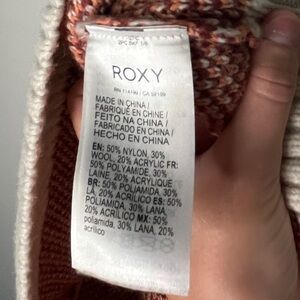 ROXY
MADE IN CHINA /
FABRIQUÉ EN CHINE /
FEITO NA CHINA /
FABRICADO EN CHINA /
HECHO EN CHINA
EN: 50% NYLON, 30%
WOOL, 20% ACRYLIC FR:
50% POLYAMIDE, 30%
LAINE, 20% ACRYLIQUE
BR: 50% POLIAMIDA, 30%
LÃ, 20% ACRÍLICO ES: 50%
POLIAMIDA, 30% LANA,
20% ACRÍLICO MX: 50%
poliamida, 30% LANA, 20%
acrílico